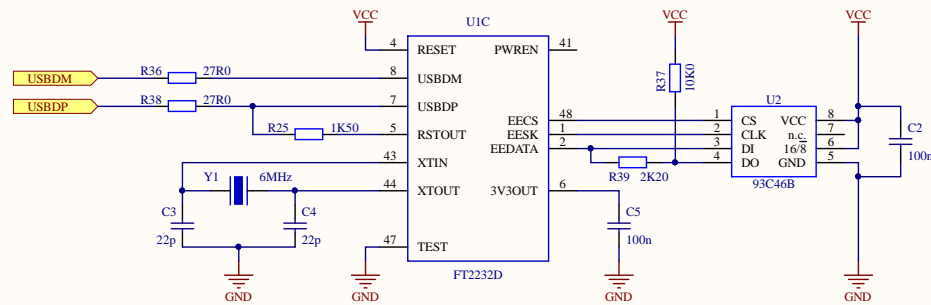 VCC
U1C
VCC
VCC
4 RESET PWREN 41
USBDM R36 27R0 8 USBDM
R37 10K0
USBDP R38 27R0 7 USBDP
U2
R25 1K50 5 RSTOUT EECS 48 1 CS VCC 8
EESK 1 2 CLK n.c. 7
C2
EEDATA 2 3 DI 16/8 6
100n
43 XTIN 4 DO GND 5
Y1 6MHz R39 2K20 93C46B
44 XTOUT 3V3OUT 6
C3 C4 C5
22p 22p 100n
47 TEST
GND GND FT2232D GND GND